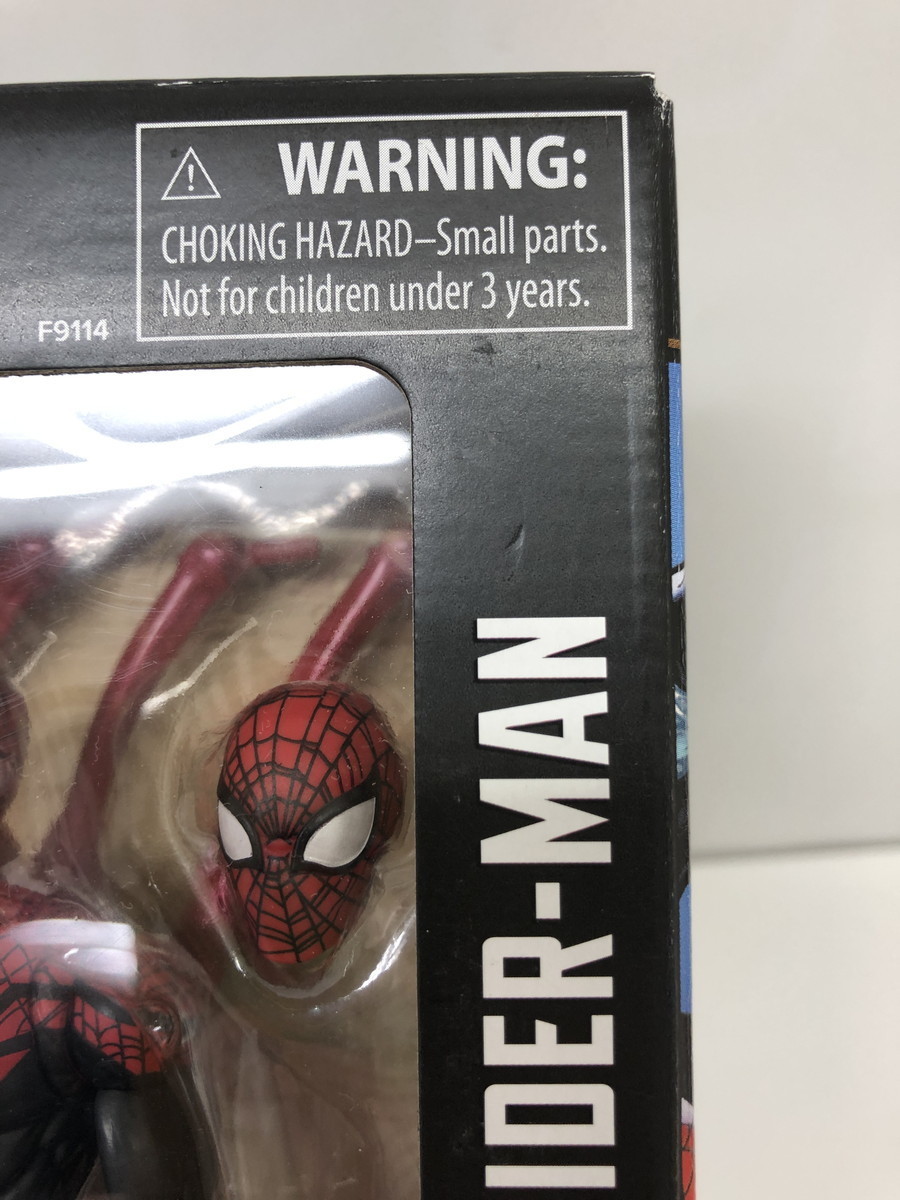 WARNING:
CHOKING HAZARD–Small parts.
Not for children under 3 years.
F9114
IDER-MAN